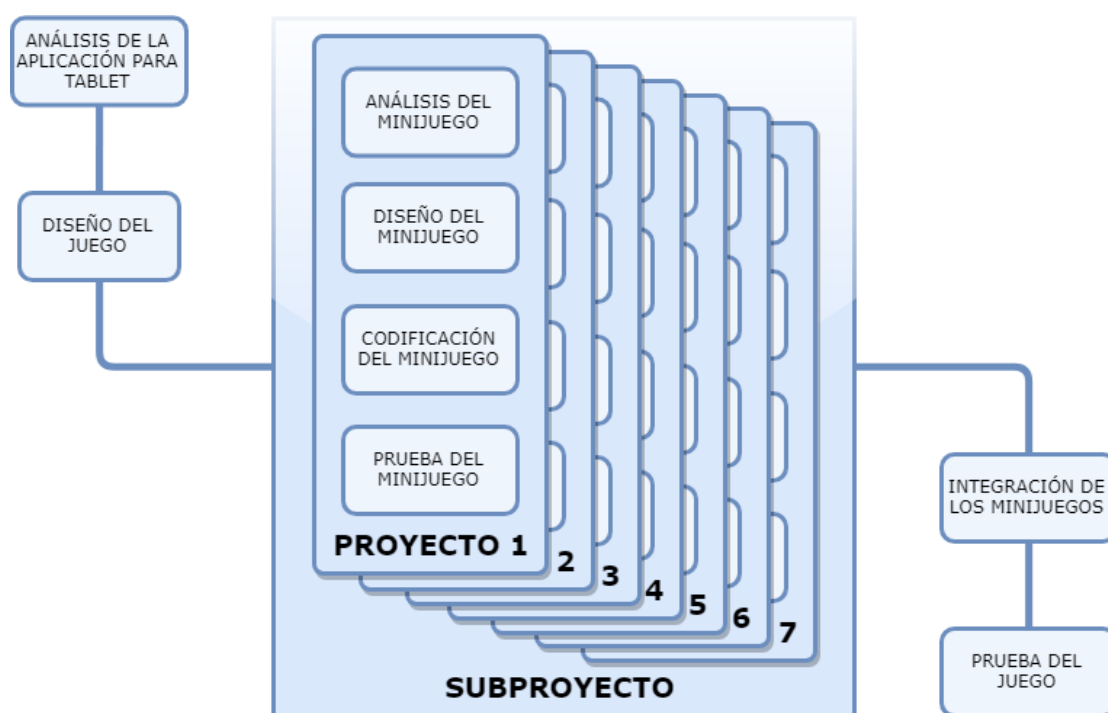 ANÁLISIS DE LA
APLICACIÓN PARA
TABLET
DISEÑO DEL
JUEGO
ANÁLISIS DEL
MINIJUEGO
DISEÑO DEL
MINIJUEGO
CODIFICACIÓN
DEL MINIJUEGO
PRUEBA DEL
MINIJUEGO
PROYECTO 1
2
3
4
5
6
7
SUBPROYECTO
INTEGRACIÓN DE
LOS MINIJUEGOS
PRUEBA DEL
JUEGO